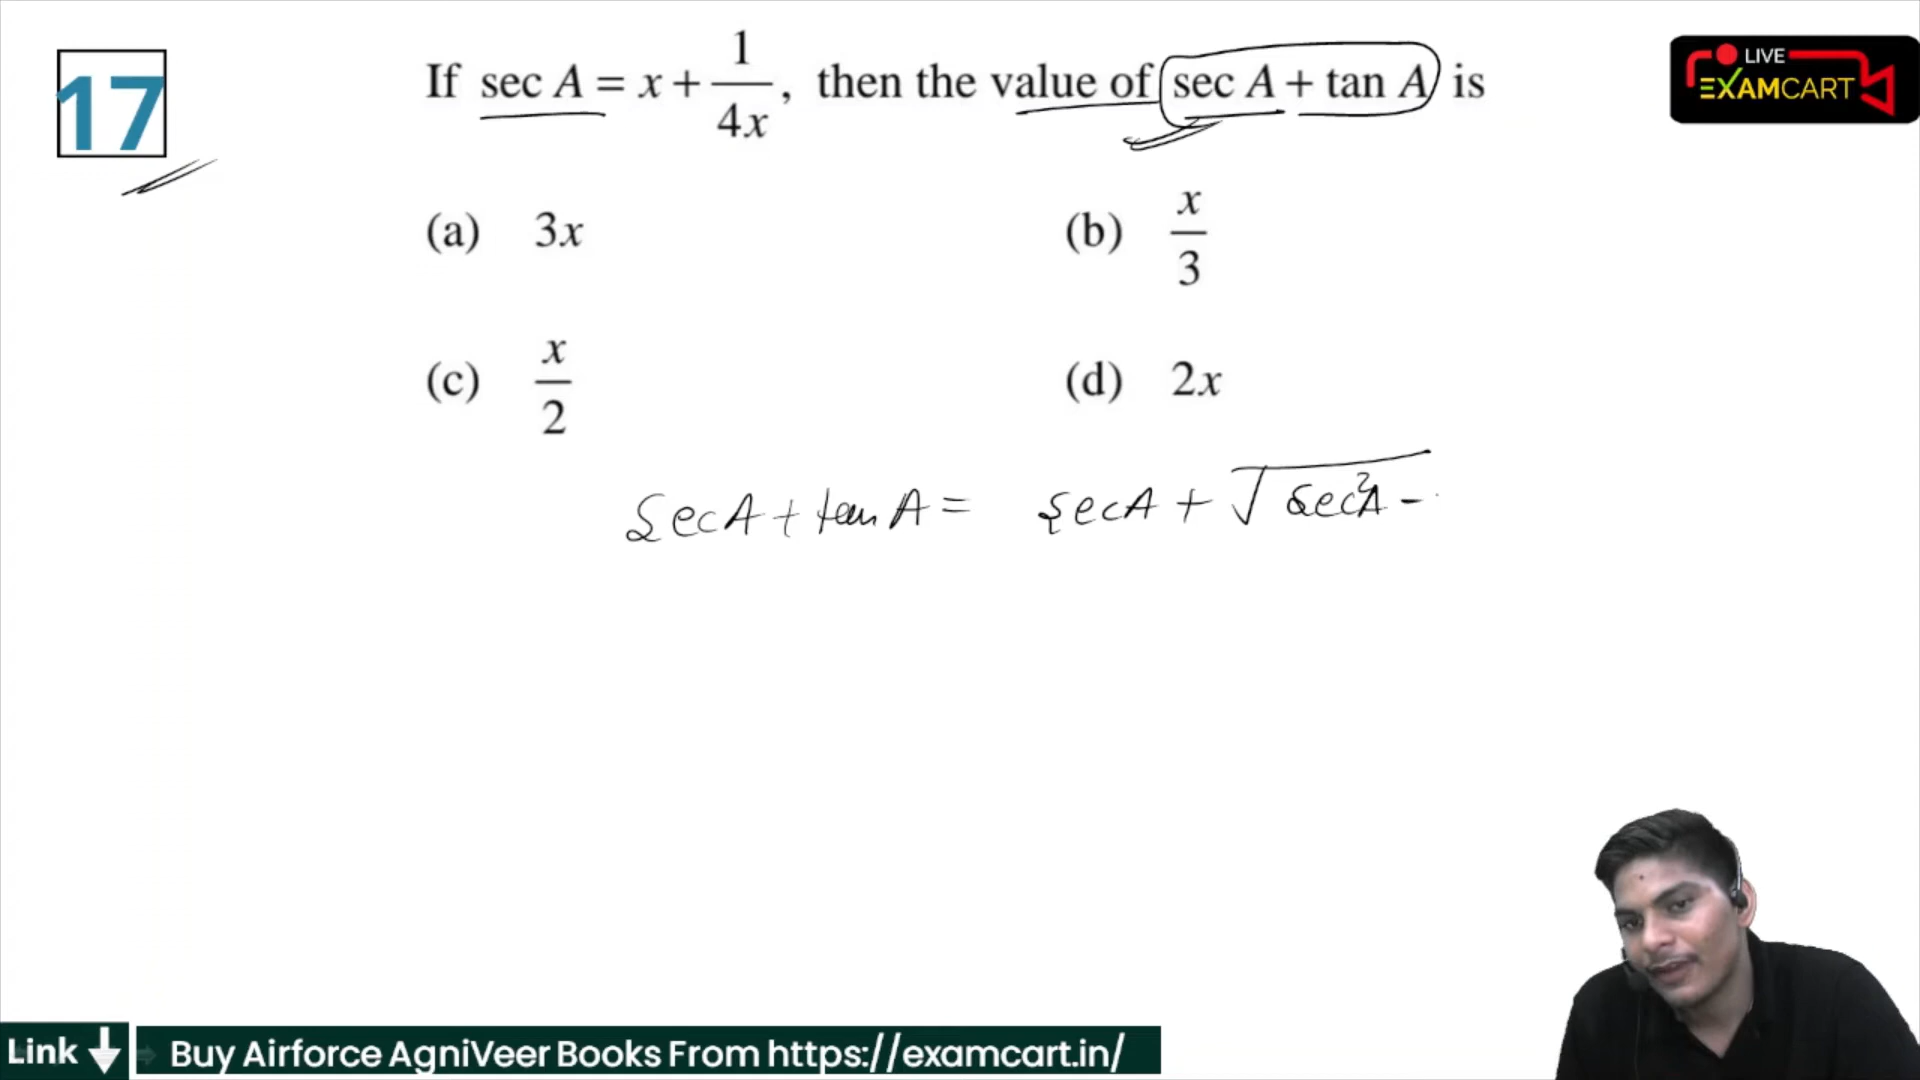 17
If sec A = x + 1/4x, then the value of sec A + tan A is
LIVE
EXAMCART
(a) 3x
(b) x/3
(c) x/2
(d) 2x
SecA + tan A = secA + √sec²A -
Link
Buy Airforce AgniVeer Books From https://examcart.in/